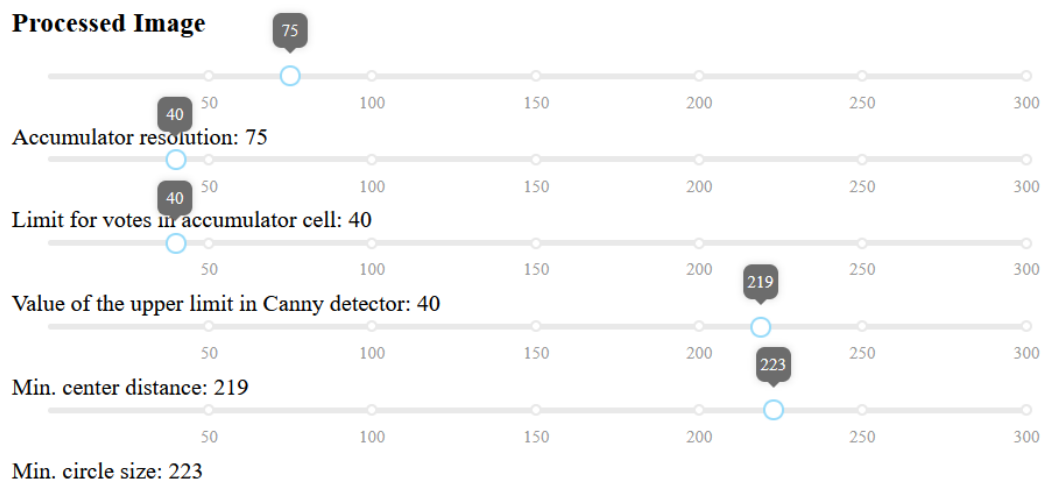 Processed Image
75
50 100 150 200 250 300
Accumulator resolution: 75
40
50 100 150 200 250 300
Limit for votes in accumulator cell: 40
40
50 100 150 200 250 300
Value of the upper limit in Canny detector: 40
219
50 100 150 200 250 300
Min. center distance: 219
223
50 100 150 200 250 300
Min. circle size: 223